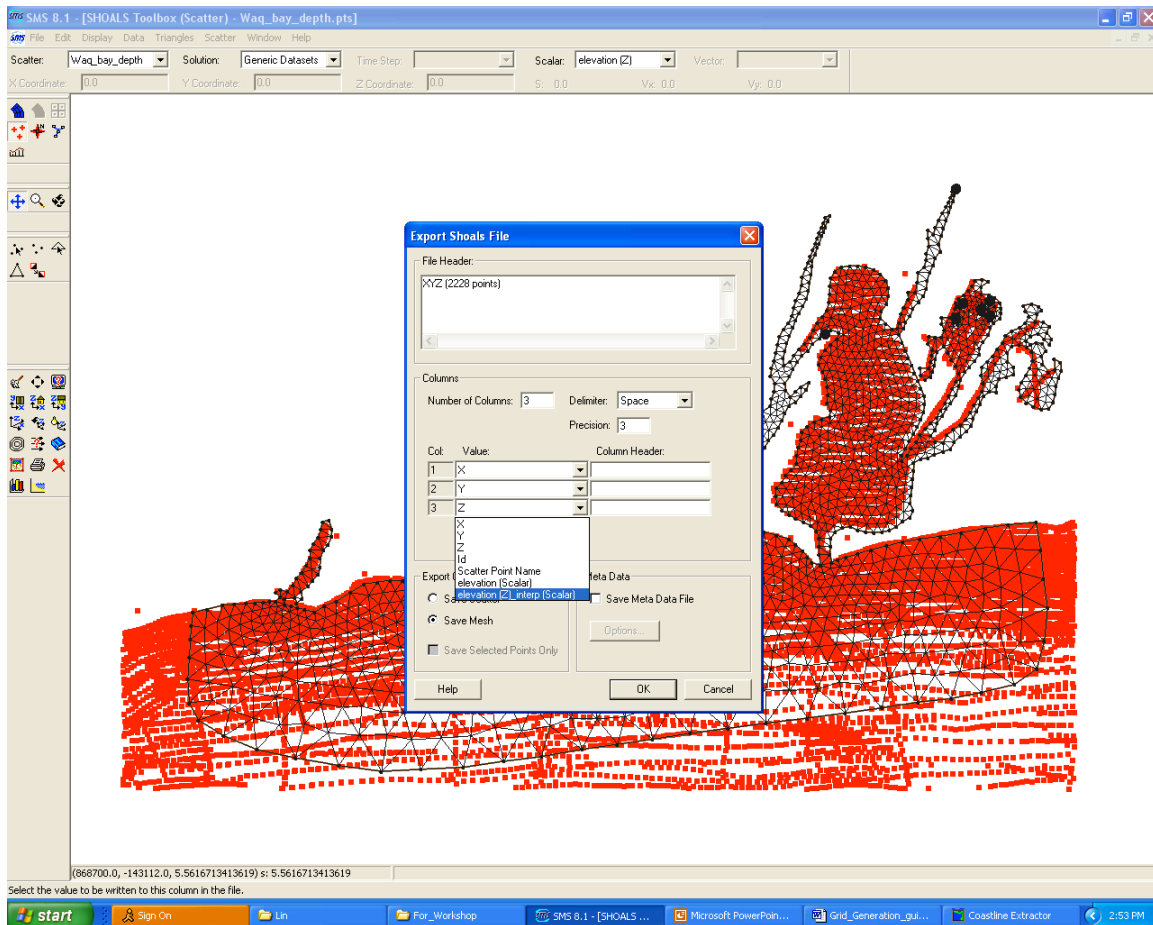 SMS 8.1 - [SHOALS Toolbox (Scatter) - Waq_bay_depth.pts]
File Edit Display Data Triangles Scatter Window Help
Scatter: Waq_bay_depth Solution: Generic Datasets Time Step: Scalar: elevation (Z) Vector:
X Coordinate: 0.0 Y Coordinate: 0.0 Z Coordinate: 0.0 S: 0.0 Vx: 0.0 Vy: 0.0
Export Shoals File
File Header:
XYZ (2228 points)
Columns
Number of Columns: 3 Delimiter: Space
Precision: 3
Col: Value: Column Header:
1 X
2 Y
3 Z
X
Y
Z
Id
Scatter Point Name
elevation (Scalar)
elevation (Z)_interp (Scalar)
Export
Meta Data
Save Meta Data File
Save Mesh
Options...
Save Selected Points Only
Help OK Cancel
(868700.0, -143112.0, 5.5616713413619) s: 5.5616713413619
Select the value to be written to this column in the file.
start Sign On Lin For_Workshop SMS 8.1 - [SHOALS ... Microsoft PowerPoin... Grid_Generation_gui... Coastline Extractor 2:53 PM